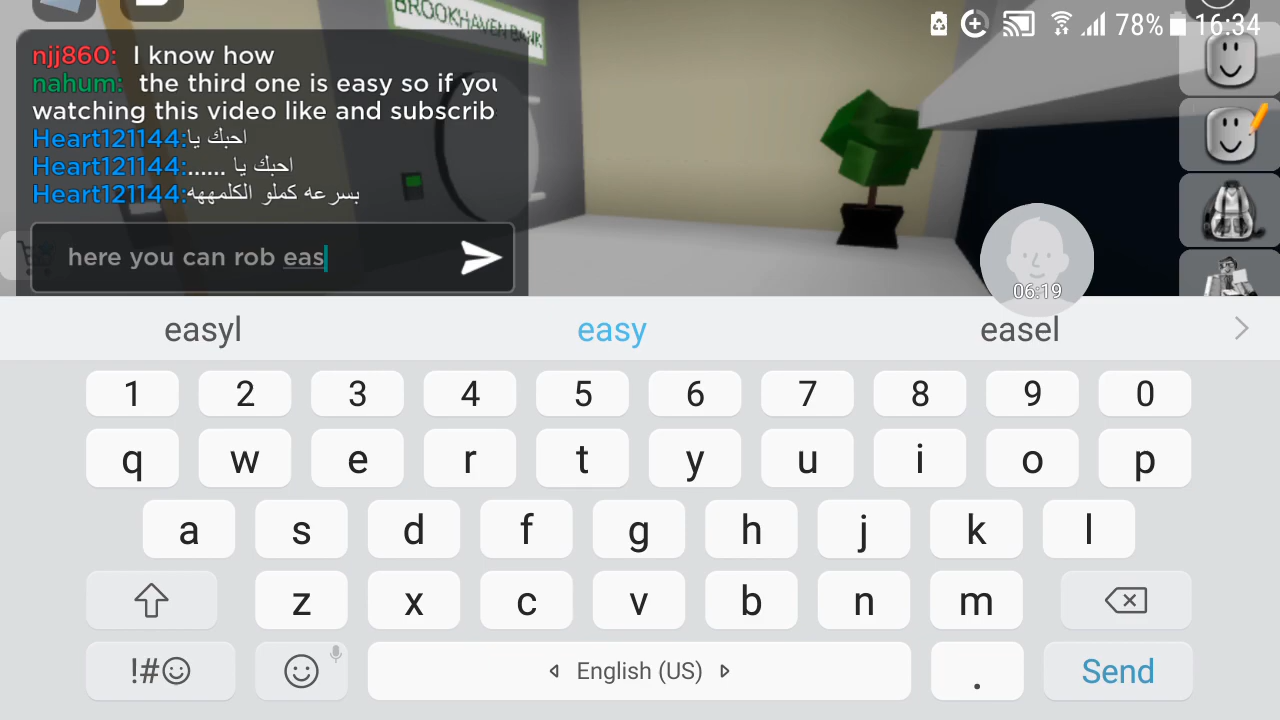 BROOKHAVEN BANK
78% 16:34
njj860: I know how
nahum: the third one is easy so if you
watching this video like and subscrib
Heart121144:احبك يا
Heart121144:احبك يا ......
Heart121144:بسرعه كملو الكلمههه
here you can rob eas
06:19
easyl easy easel
1 2 3 4 5 6 7 8 9 0
q w e r t y u i o p
a s d f g h j k l
z x c v b n m
!#☺ English (US) . Send